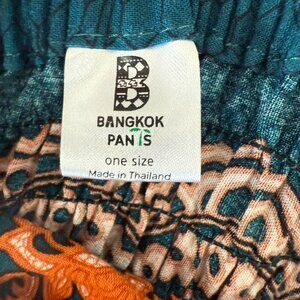 B
BANGKOK
PANTS
one size
Made in Thailand